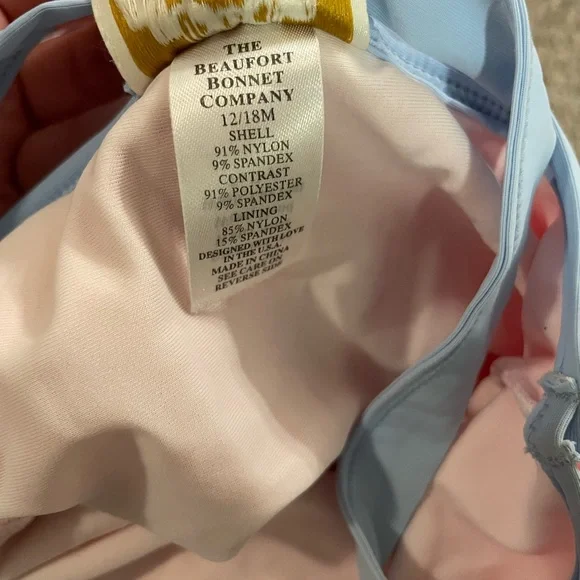 THE
BEAUFORT
BONNET
COMPANY
12/18M
SHELL
91% NYLON
9% SPANDEX
CONTRAST
91% POLYESTER
9% SPANDEX
LINING
85% NYLON
15% SPANDEX
DESIGNED WITH LOVE
IN THE U.S.A.
MADE IN CHINA
SEE CARE ON
REVERSE SIDE